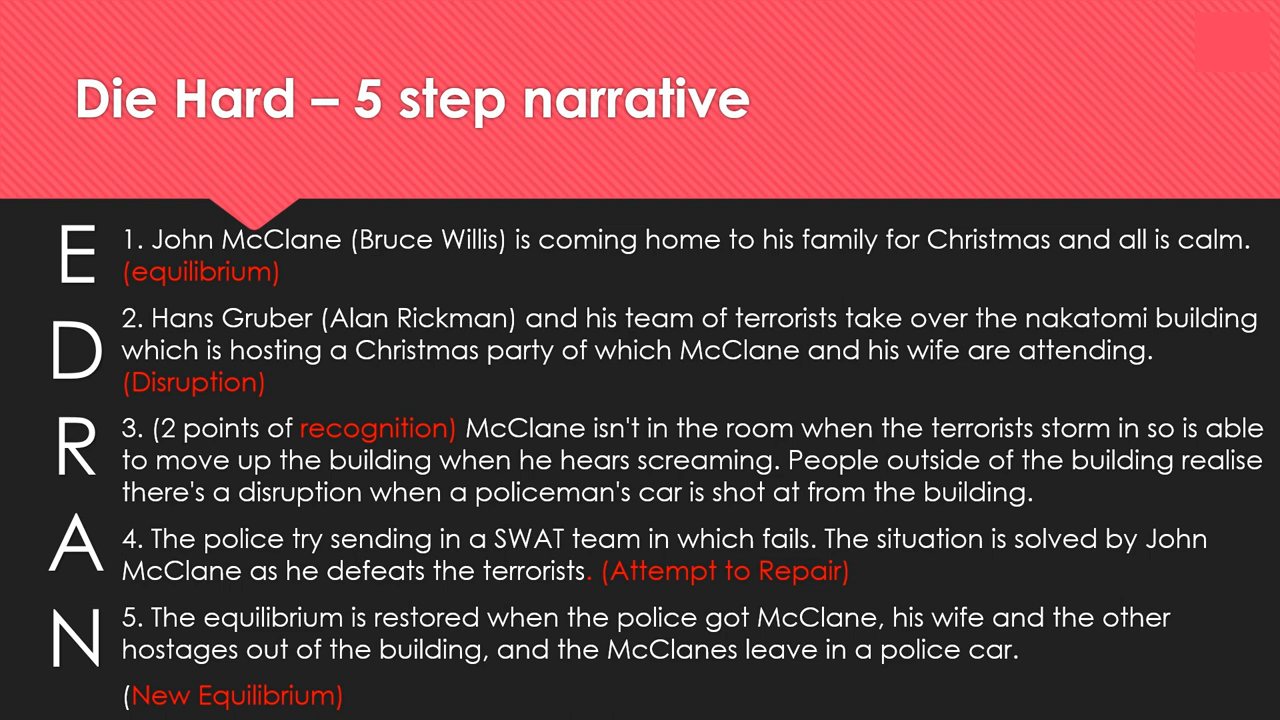 Die Hard – 5 step narrative
E
1. John McClane (Bruce Willis) is coming home to his family for Christmas and all is calm.
(equilibrium)
D
2. Hans Gruber (Alan Rickman) and his team of terrorists take over the nakatomi building
which is hosting a Christmas party of which McClane and his wife are attending.
(Disruption)
R
3. (2 points of recognition) McClane isn't in the room when the terrorists storm in so is able
to move up the building when he hears screaming. People outside of the building realise
there's a disruption when a policeman's car is shot at from the building.
A
4. The police try sending in a SWAT team in which fails. The situation is solved by John
McClane as he defeats the terrorists. (Attempt to Repair)
N
5. The equilibrium is restored when the police got McClane, his wife and the other
hostages out of the building, and the McClanes leave in a police car.
(New Equilibrium)